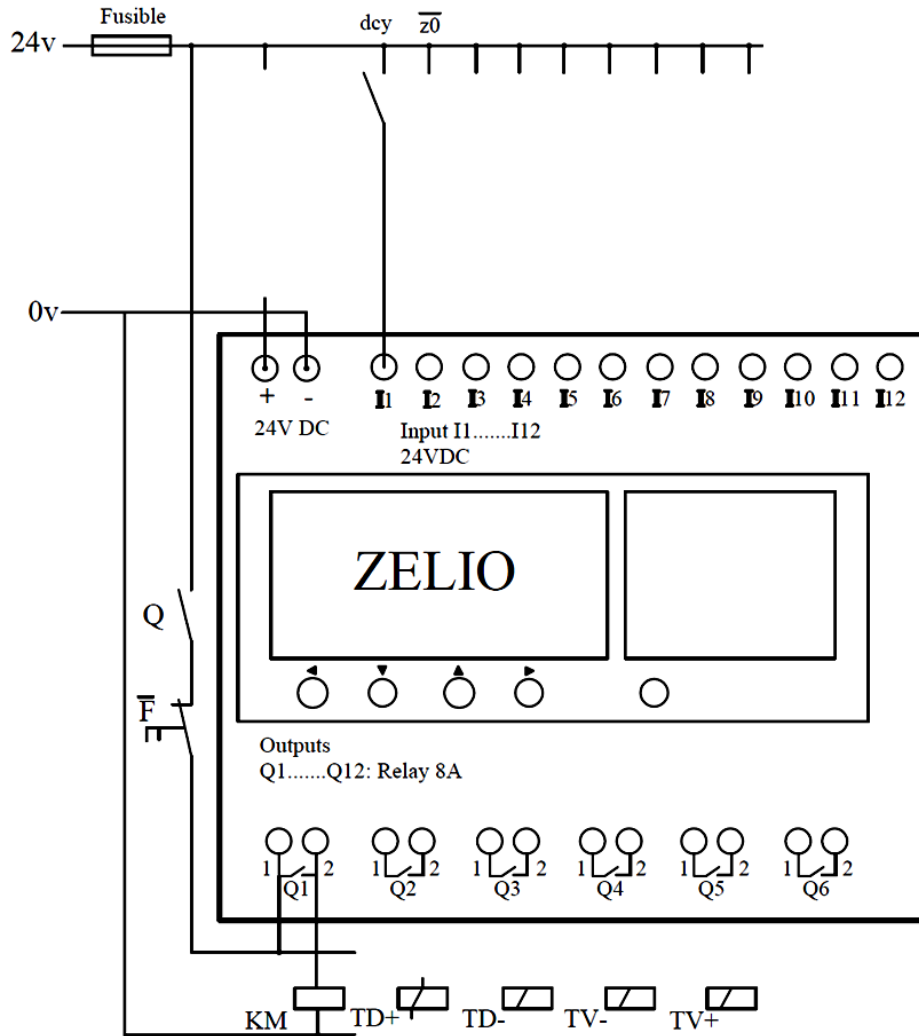 Fusible
dcy z̅0̅
24v
0v
+ - I1 I2 I3 I4 I5 I6 I7 I8 I9 I10 I11 I12
24V DC Input I1.......I12
24VDC
ZELIO
Q
F̅
Outputs
Q1.......Q12: Relay 8A
1 2 1 2 1 2 1 2 1 2 1 2
Q1 Q2 Q3 Q4 Q5 Q6
KM TD+ TD- TV- TV+